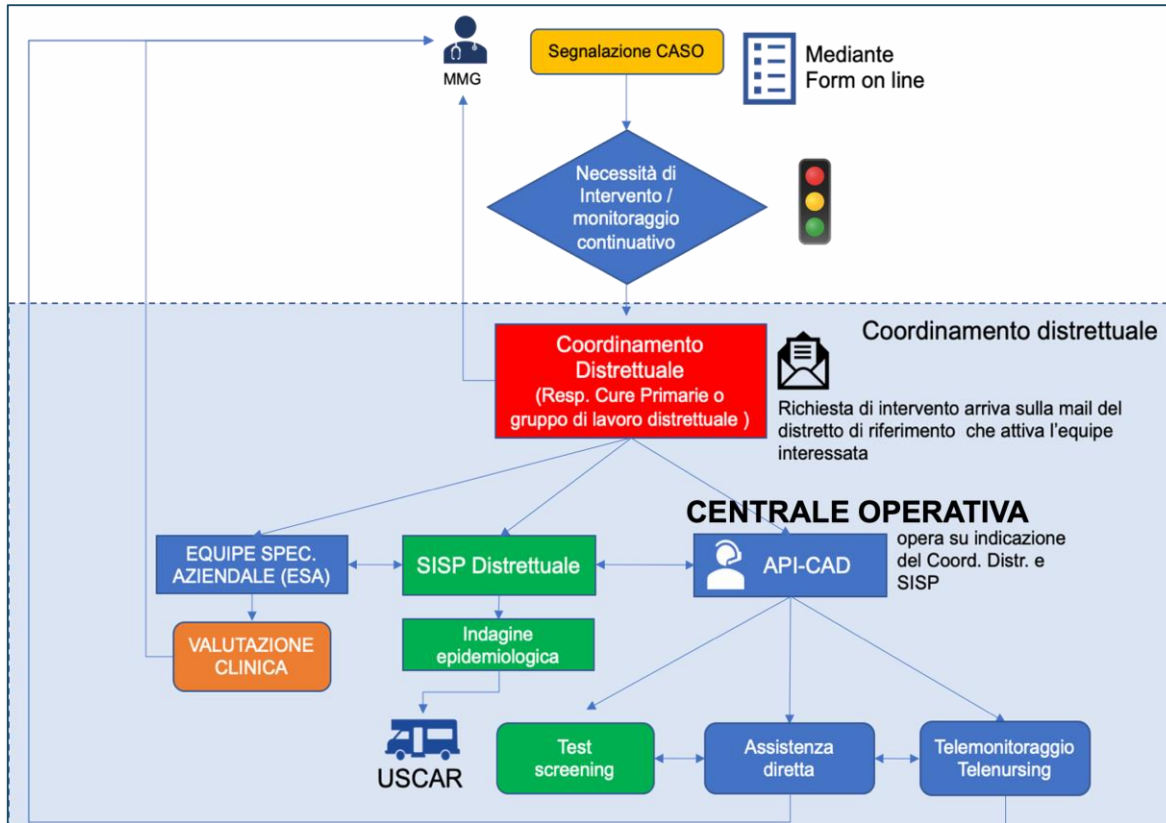 Segnalazione CASO
Mediante
Form on line
MMG
Necessità di
Intervento /
monitoraggio
continuativo
Coordinamento distrettuale
Coordinamento
Distrettuale
(Resp. Cure Primarie o
gruppo di lavoro distrettuale )
Richiesta di intervento arriva sulla mail del
distretto di riferimento che attiva l'equipe
interessata
CENTRALE OPERATIVA
opera su indicazione
del Coord. Distr. e
SISP
EQUIPE SPEC.
AZIENDALE (ESA)
SISP Distrettuale
API-CAD
VALUTAZIONE
CLINICA
Indagine
epidemiologica
USCAR
Test
screening
Assistenza
diretta
Telemonitoraggio
Telenursing